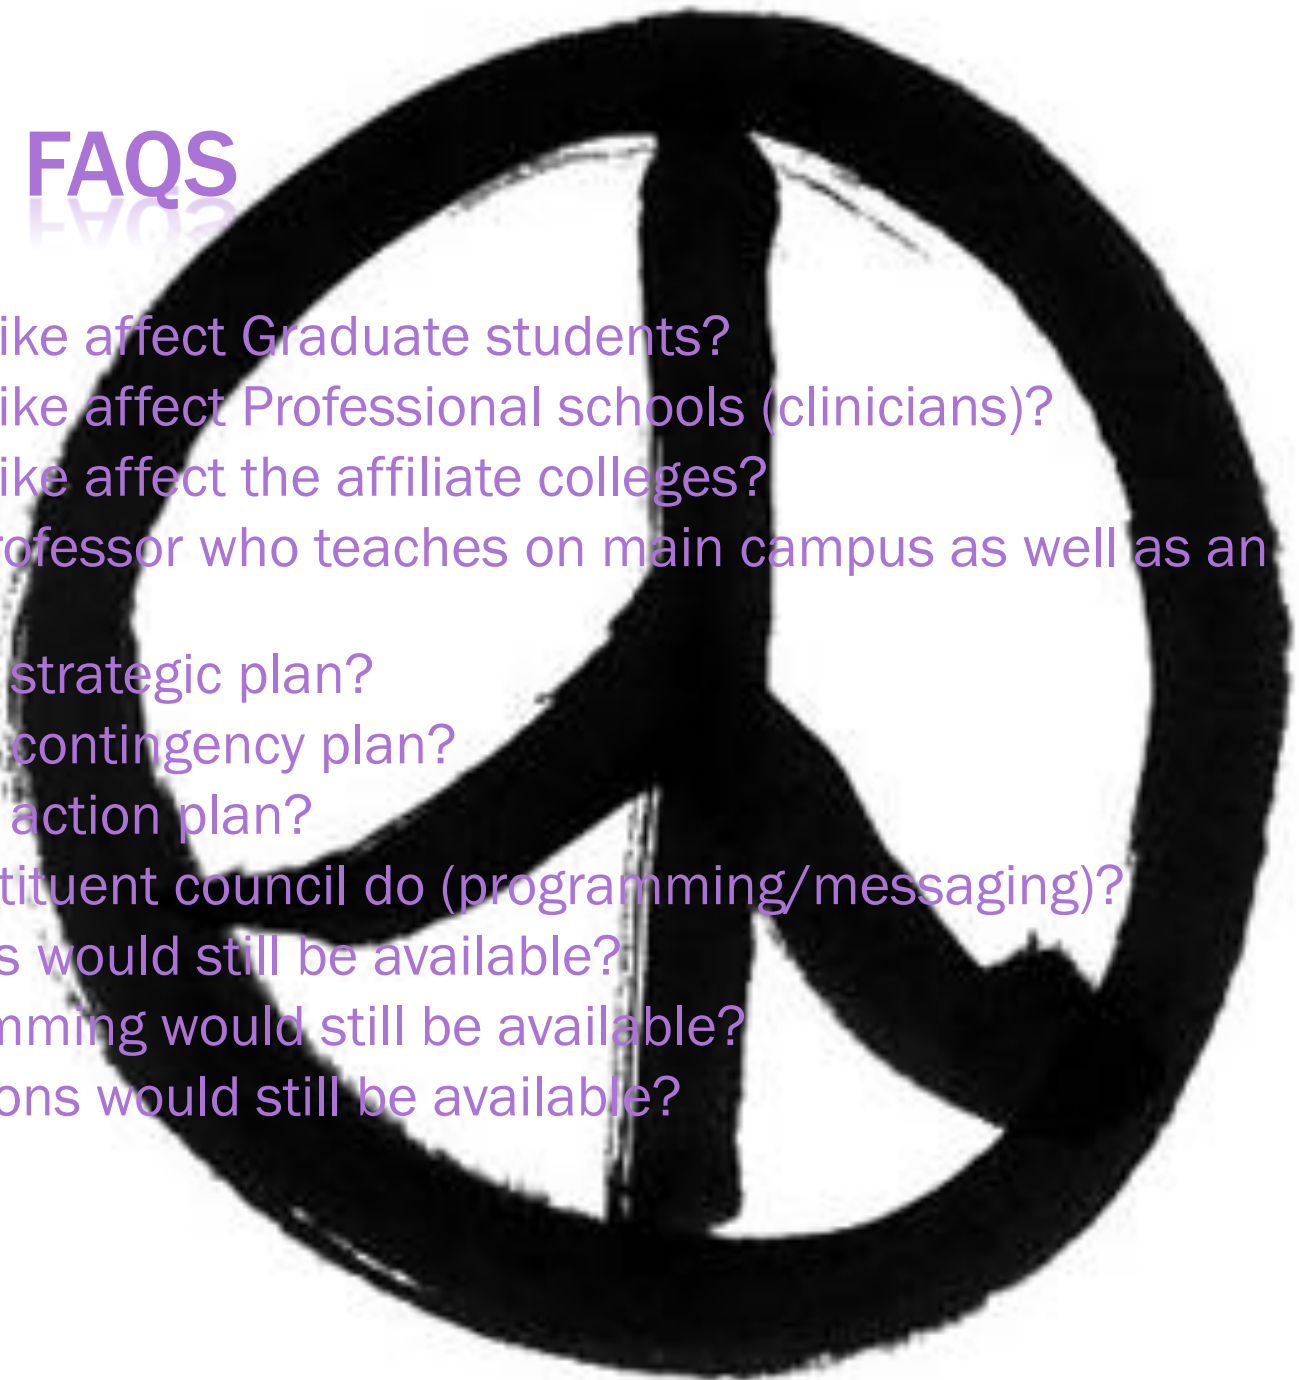 FAQS
ike affect Graduate students?
ike affect Professional schools (clinicians)?
ike affect the affiliate colleges?
rofessor who teaches on main campus as well as an
strategic plan?
contingency plan?
action plan?
tituent council do (programming/messaging)?
s would still be available?
mming would still be available?
ons would still be available?